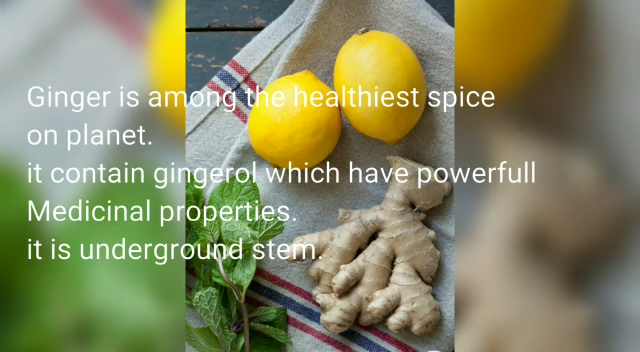 Ginger is among the healthiest spice
on planet.
it contain gingerol which have powerfull
Medicinal properties.
it is underground stem.